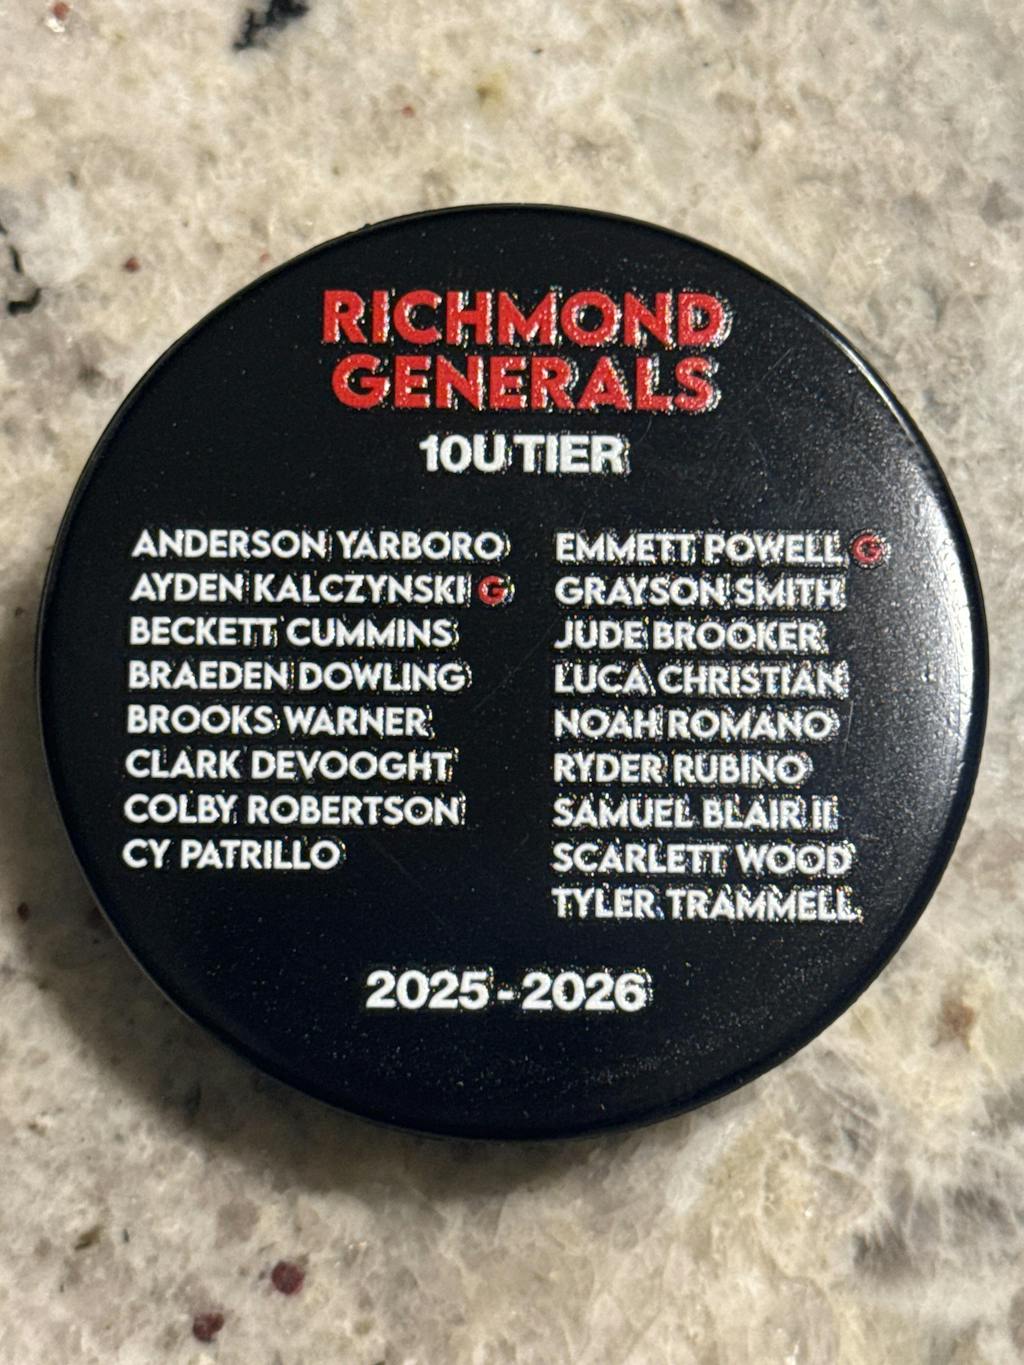 RICHMOND
GENERALS
10U TIER
ANDERSON YARBORO
AYDEN KALCZYNSKI G
BECKETT CUMMINS
BRAEDEN DOWLING
BROOKS WARNER
CLARK DEVOOGHT
COLBY ROBERTSON
CY PATRILLO
EMMETT POWELL G
GRAYSON SMITH
JUDE BROOKER
LUCA CHRISTIAN
NOAH ROMANO
RYDER RUBINO
SAMUEL BLAIR II
SCARLETT WOOD
TYLER TRAMMELL
2025 - 2026